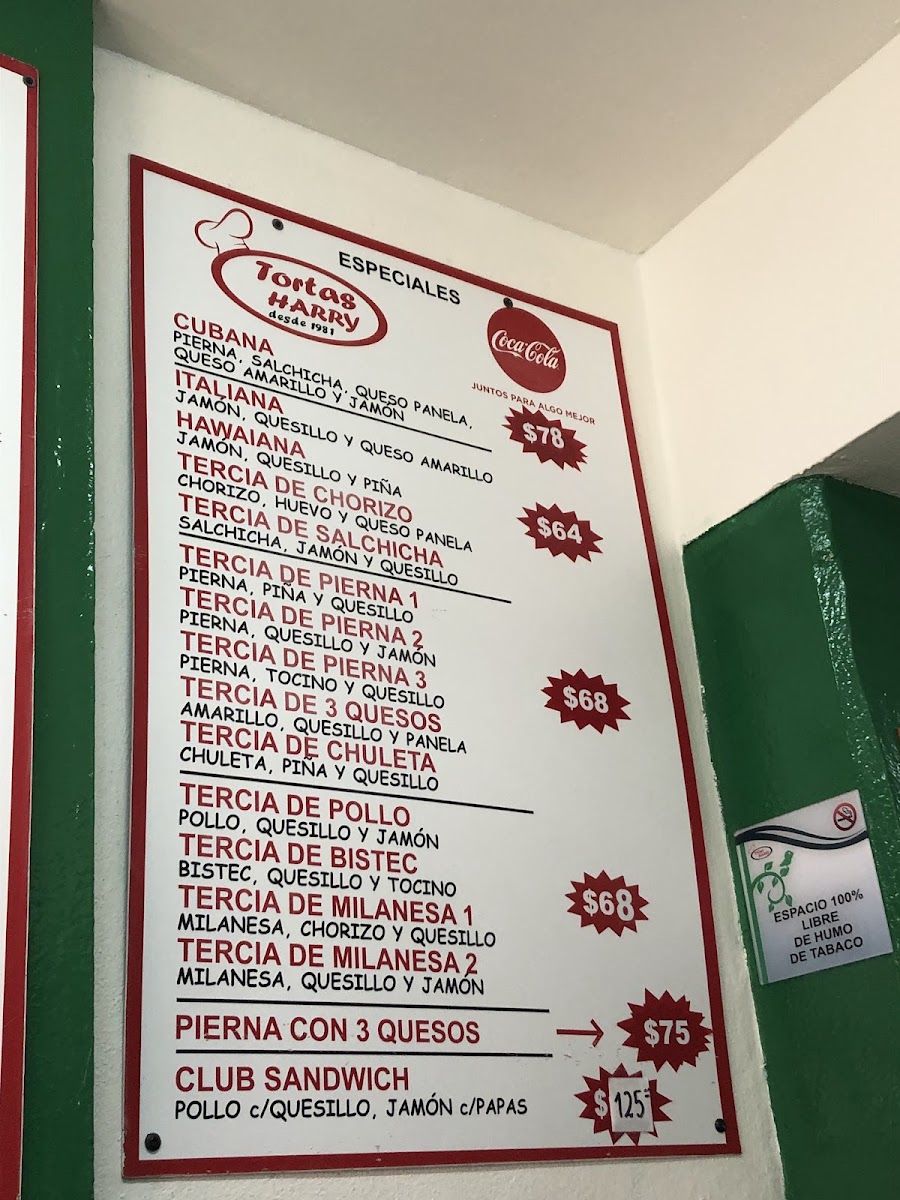 ESPECIALES
Tortas
HARRY
desde 1981
Coca-Cola
JUNTOS PARA ALGO MEJOR
CUBANA
PIERNA, SALCHICHA, QUESO PANELA,
QUESO AMARILLO Y JAMÓN
$78
ITALIANA
JAMÓN, QUESILLO Y QUESO AMARILLO
HAWAIANA
JAMÓN, QUESILLO Y PIÑA
TERCIA DE CHORIZO
CHORIZO, HUEVO Y QUESO PANELA
TERCIA DE SALCHICHA
SALCHICHA, JAMÓN Y QUESILLO
$64
TERCIA DE PIERNA 1
PIERNA, PIÑA Y QUESILLO
TERCIA DE PIERNA 2
PIERNA, QUESILLO Y JAMÓN
TERCIA DE PIERNA 3
PIERNA, TOCINO Y QUESILLO
TERCIA DE 3 QUESOS
AMARILLO, QUESILLO Y PANELA
TERCIA DE CHULETA
CHULETA, PIÑA Y QUESILLO
$68
TERCIA DE POLLO
POLLO, QUESILLO Y JAMÓN
TERCIA DE BISTEC
BISTEC, QUESILLO Y TOCINO
TERCIA DE MILANESA 1
MILANESA, CHORIZO Y QUESILLO
TERCIA DE MILANESA 2
MILANESA, QUESILLO Y JAMÓN
$68
PIERNA CON 3 QUESOS → $75
CLUB SANDWICH
POLLO c/QUESILLO, JAMÓN c/PAPAS
$125
ESPACIO 100%
LIBRE
DE HUMO
DE TABACO